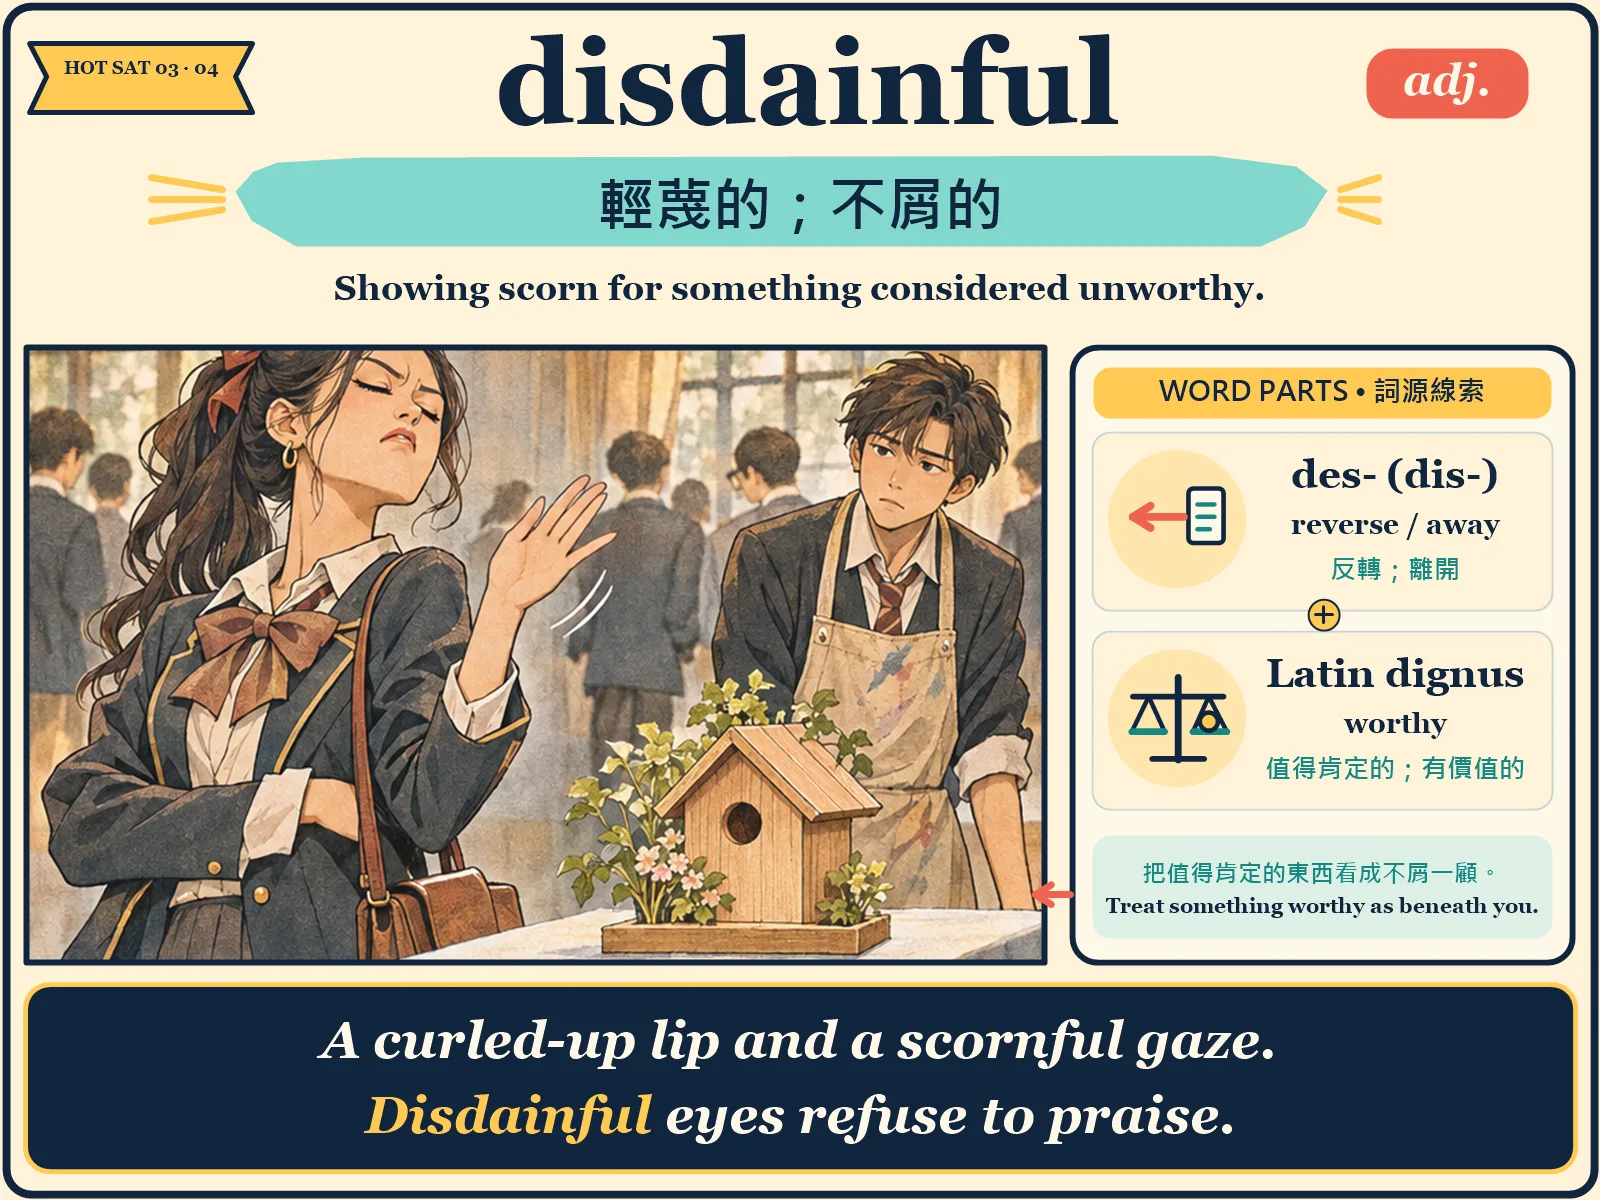 HOT SAT 03 · 04
disdainful
adj.
輕蔑的；不屑的
Showing scorn for something considered unworthy.
WORD PARTS • 詞源線索
des- (dis-)
reverse / away
反轉；離開
+
Latin dignus
worthy
值得肯定的；有價值的
把值得肯定的東西看成不屑一顧。
Treat something worthy as beneath you.
A curled-up lip and a scornful gaze.
Disdainful eyes refuse to praise.